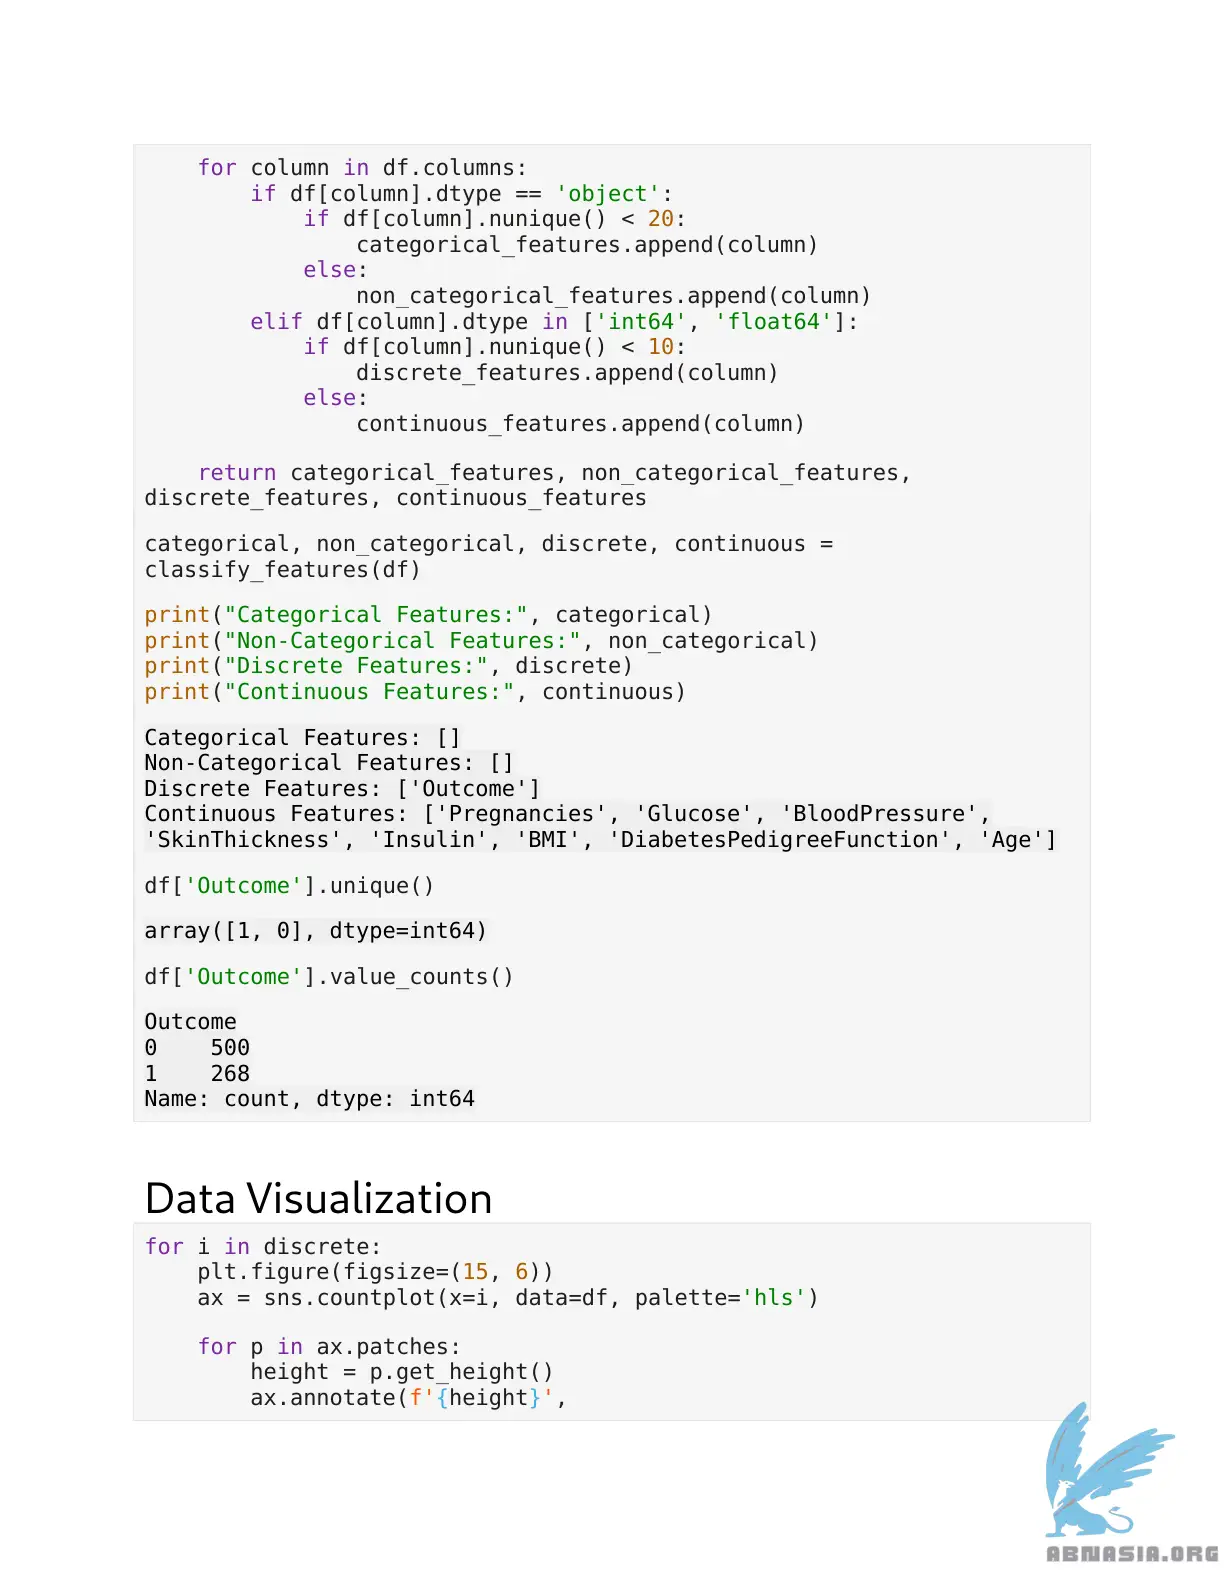 for column in df.columns:
        if df[column].dtype == 'object':
            if df[column].nunique() < 20:
                categorical_features.append(column)
            else:
                non_categorical_features.append(column)
        elif df[column].dtype in ['int64', 'float64']:
            if df[column].nunique() < 10:
                discrete_features.append(column)
            else:
                continuous_features.append(column)
    return categorical_features, non_categorical_features,
discrete_features, continuous_features
categorical, non_categorical, discrete, continuous =
classify_features(df)
print("Categorical Features:", categorical)
print("Non-Categorical Features:", non_categorical)
print("Discrete Features:", discrete)
print("Continuous Features:", continuous)
Categorical Features: []
Non-Categorical Features: []
Discrete Features: ['Outcome']
Continuous Features: ['Pregnancies', 'Glucose', 'BloodPressure',
'SkinThickness', 'Insulin', 'BMI', 'DiabetesPedigreeFunction', 'Age']
df['Outcome'].unique()
array([1, 0], dtype=int64)
df['Outcome'].value_counts()
Outcome
0    500
1    268
Name: count, dtype: int64
Data Visualization
for i in discrete:
    plt.figure(figsize=(15, 6))
    ax = sns.countplot(x=i, data=df, palette='hls')
    for p in ax.patches:
        height = p.get_height()
        ax.annotate(f'{height}',
ABNASIA.ORG